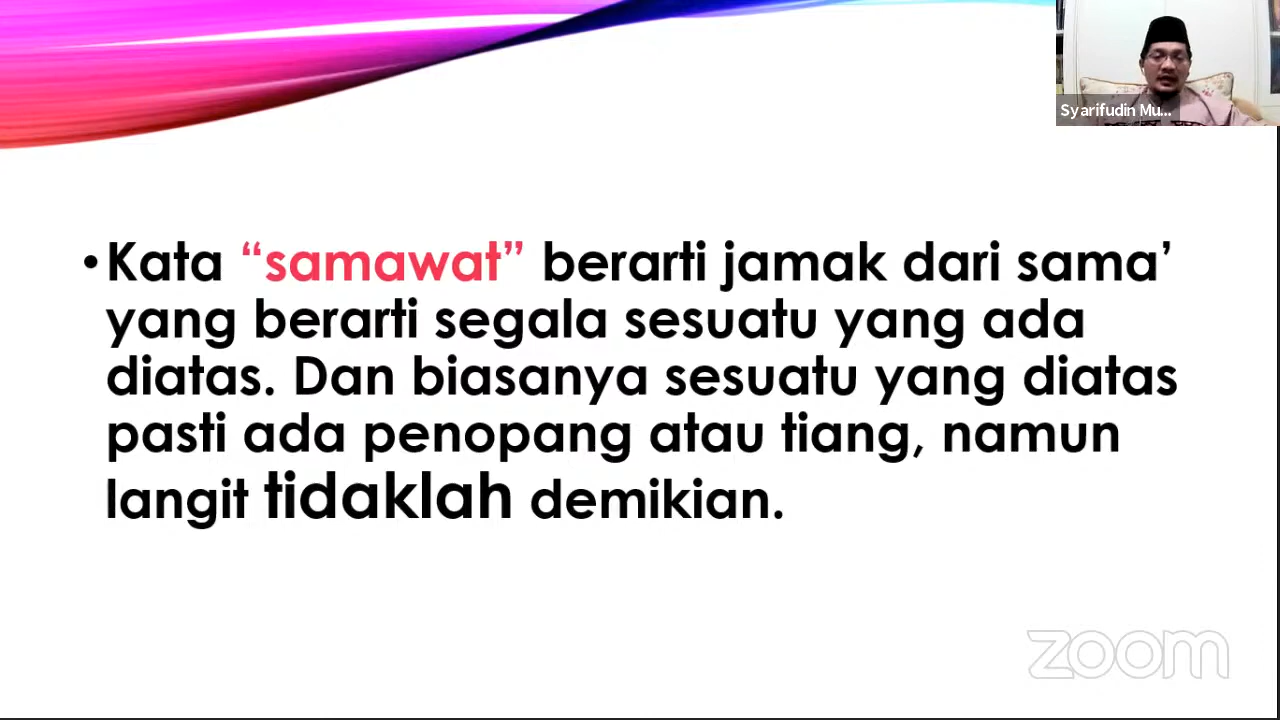 Syarifudin Mu...
• Kata “samawat” berarti jamak dari sama’
yang berarti segala sesuatu yang ada
diatas. Dan biasanya sesuatu yang diatas
pasti ada penopang atau tiang, namun
langit tidaklah demikian.
zoom